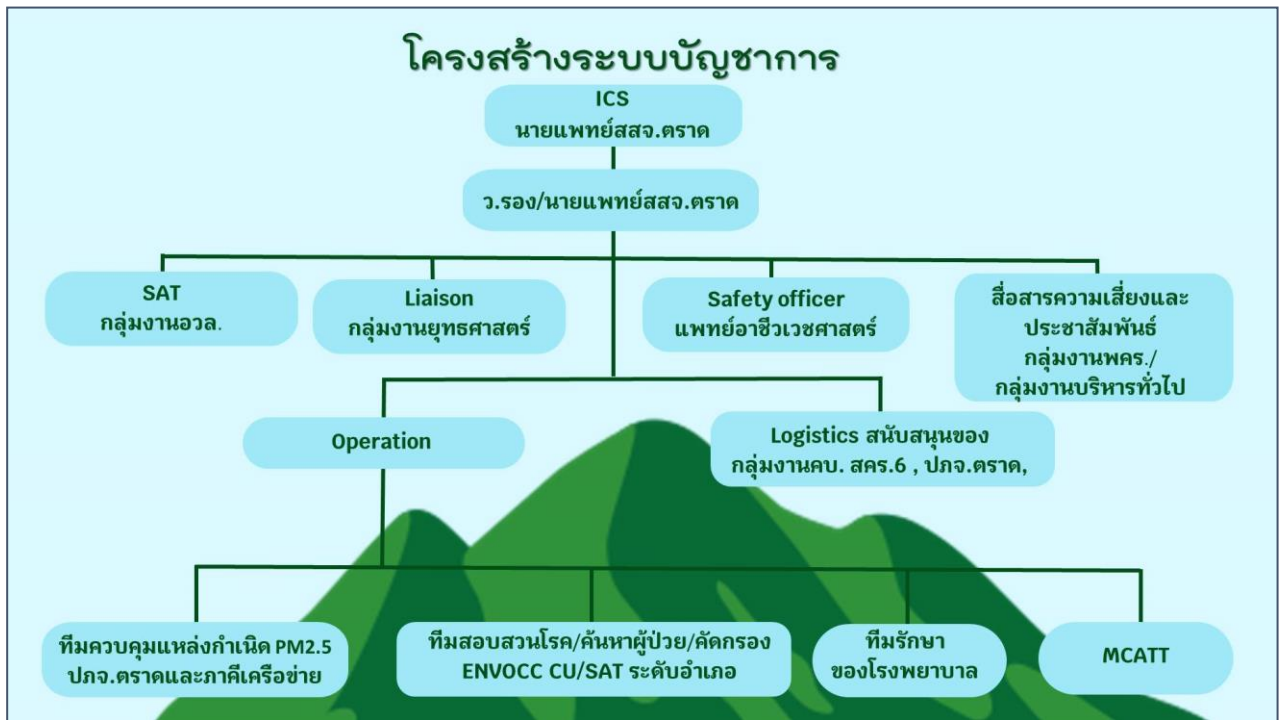 โครงสร้างระบบบัญชาการ
ICS
นายแพทย์สสจ.ตราด
ว.รอง/นายแพทย์สสจ.ตราด
SAT
กลุ่มงานอวล.
Liaison
กลุ่มงานยุทธศาสตร์
Safety officer
แพทย์อาชีวเวชศาสตร์
สื่อสารความเสี่ยงและ
ประชาสัมพันธ์
กลุ่มงานพคร./
กลุ่มงานบริหารทั่วไป
Operation
Logistics สนับสนุนของ
กลุ่มงานคบ. สคร.6 , ปภจ.ตราด,
ทีมควบคุมแหล่งกำเนิด PM2.5
ปภจ.ตราดและภาคีเครือข่าย
ทีมสอบสวนโรค/ค้นหาผู้ป่วย/คัดกรอง
ENVOCC CU/SAT ระดับอำเภอ
ทีมรักษา
ของโรงพยาบาล
MCATT